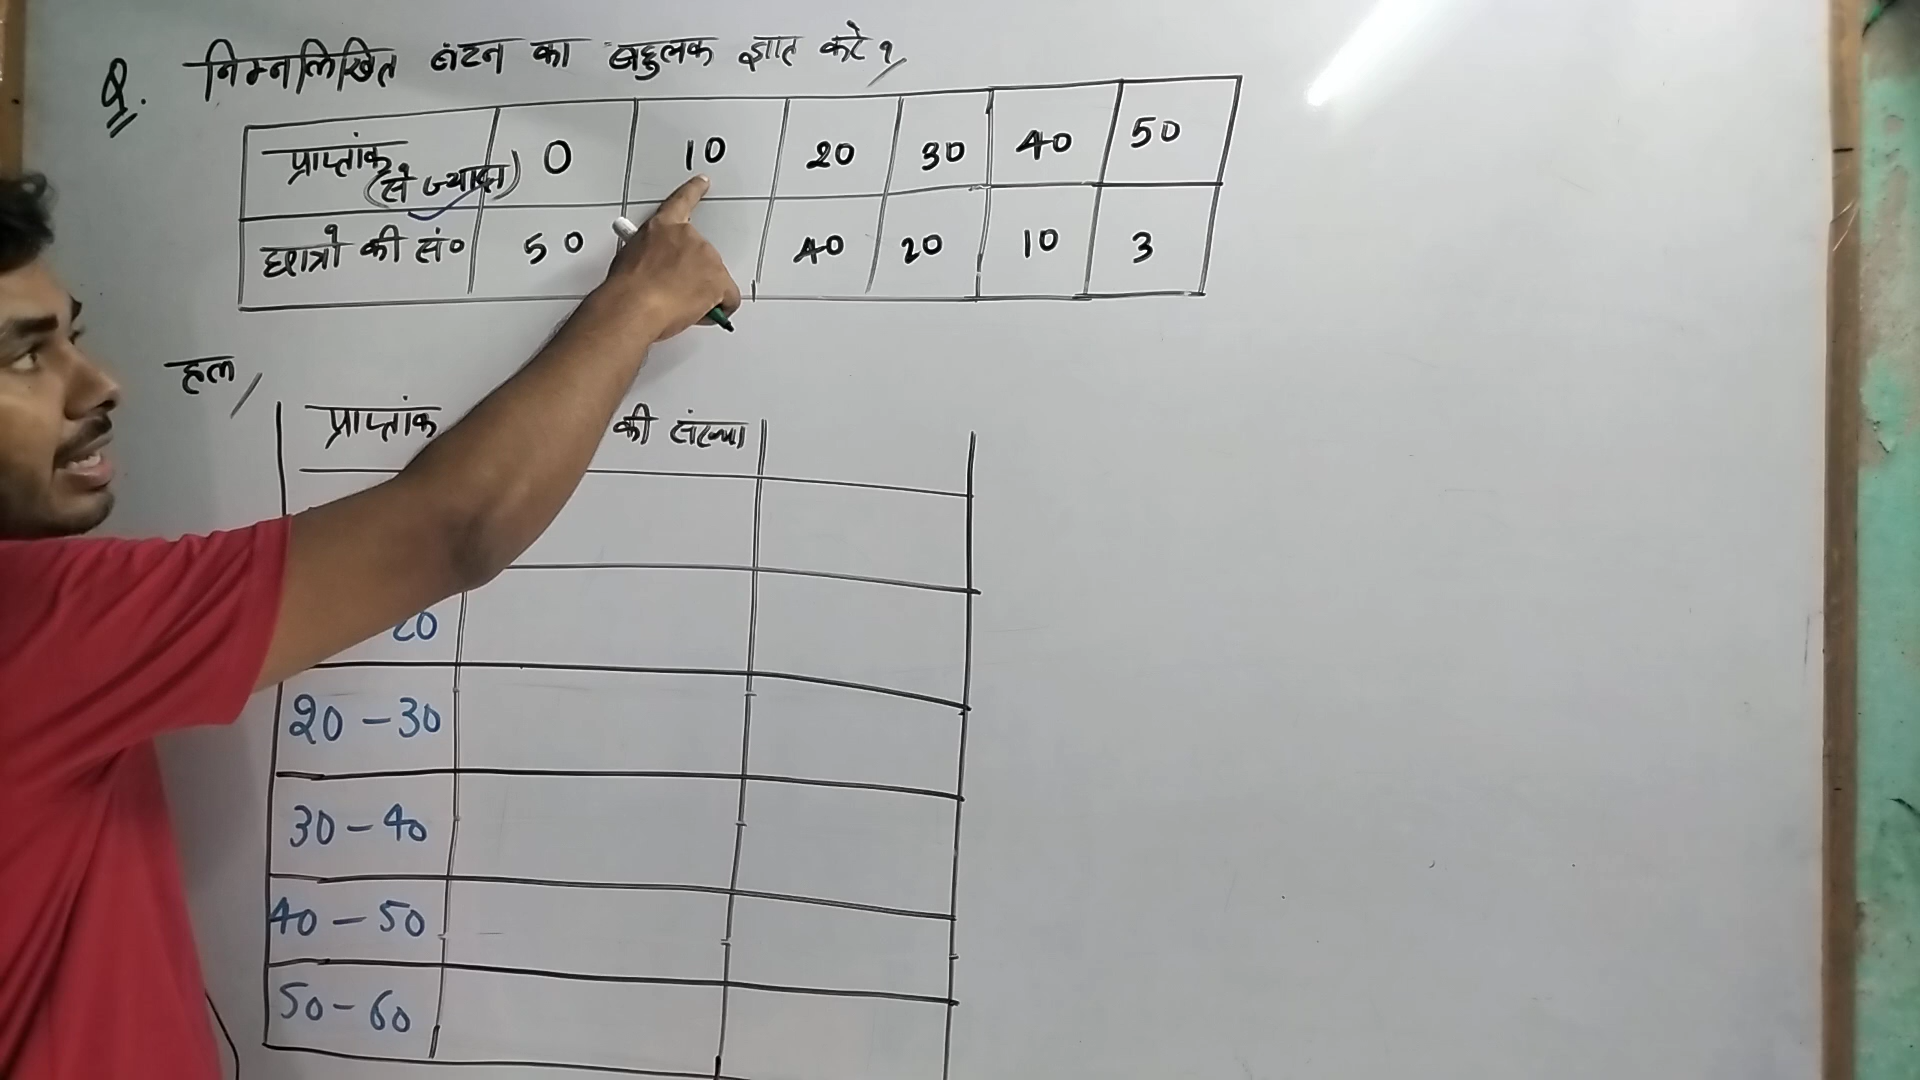 Q. निम्नलिखित बंटन का बहुलक ज्ञात करे ?
प्राप्तांक (से ज्यादा) 0 10 20 30 40 50
छात्रो की सं० 50 40 20 10 3
हल
प्राप्तांक की संख्या
20
20 - 30
30 - 40
40 - 50
50 - 60